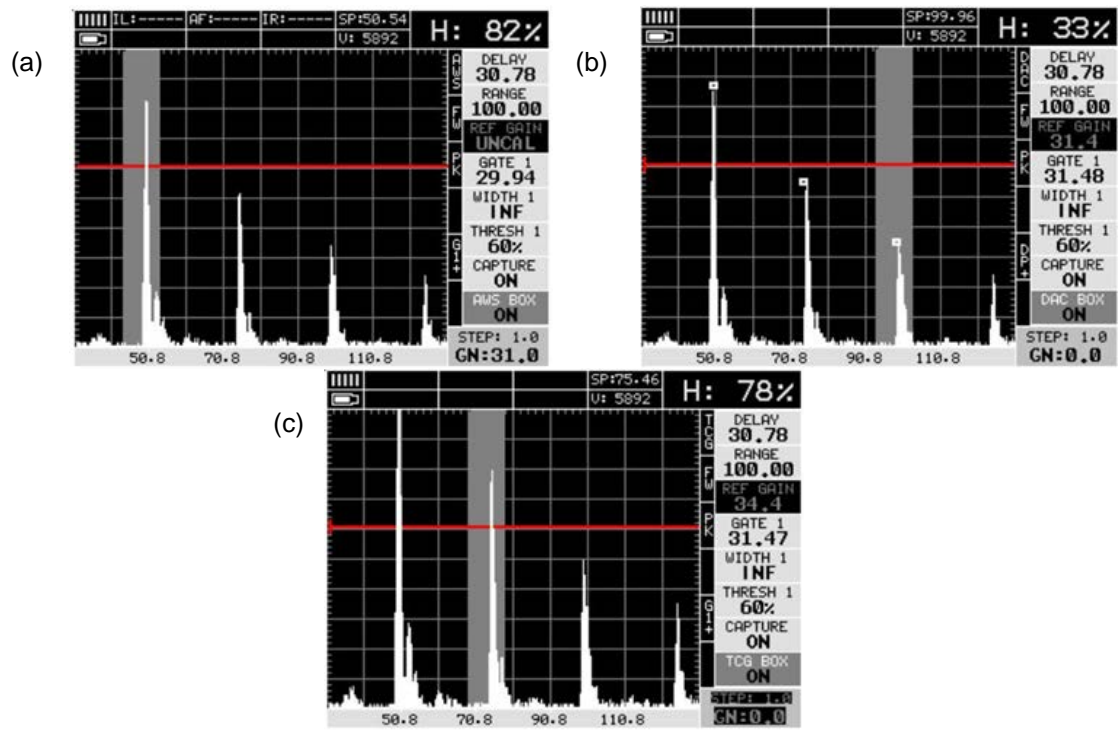 (a)
IL:----- AF:----- IR:----- SP:50.54
V: 5892
H: 82%
AWS
FW
PK
G1+
DELAY
30.78
RANGE
100.00
REF GAIN
UNCAL
GATE 1
29.94
WIDTH 1
INF
THRESH 1
60%
CAPTURE
ON
AWS BOX
ON
STEP: 1.0
GN:31.0
50.8 70.8 90.8 110.8
(b)
SP:99.96
V: 5892
H: 33%
DAC
FW
PK
DP+
DELAY
30.78
RANGE
100.00
REF GAIN
31.4
GATE 1
31.48
WIDTH 1
INF
THRESH 1
60%
CAPTURE
ON
DAC BOX
ON
STEP: 1.0
GN:0.0
50.8 70.8 90.8 110.8
(c)
SP:75.46
V: 5892
H: 78%
TCG
FW
PK
G1+
DELAY
30.78
RANGE
100.00
REF GAIN
34.4
GATE 1
31.47
WIDTH 1
INF
THRESH 1
60%
CAPTURE
ON
TCG BOX
ON
STEP: 1.0
GN:0.0
50.8 70.8 90.8 110.8